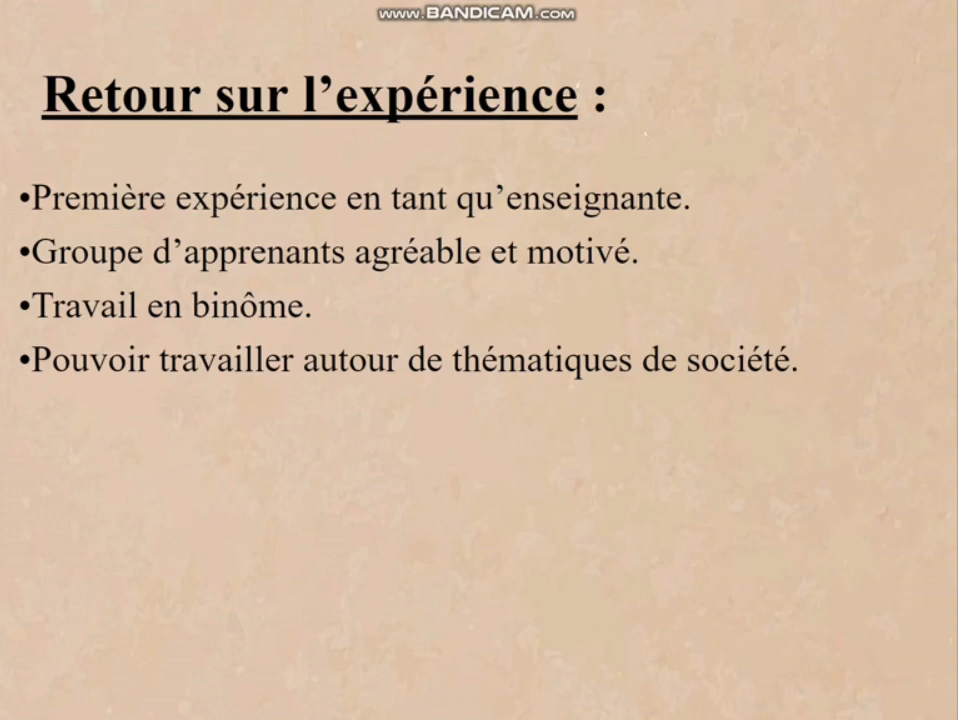 www.BANDICAM.com
Retour sur l’expérience :
•Première expérience en tant qu’enseignante.
•Groupe d’apprenants agréable et motivé.
•Travail en binôme.
•Pouvoir travailler autour de thématiques de société.